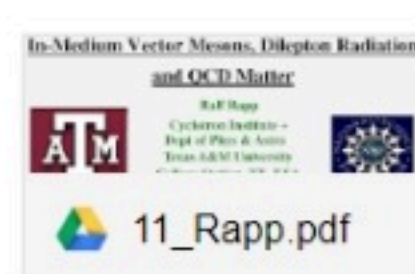 In-Medium Vector Mesons, Dilepton Radiation
and QCD Matter
Ralf Rapp
Cyclotron Institute +
Dept of Phys & Astro
Texas A&M University
ATM
11_Rapp.pdf